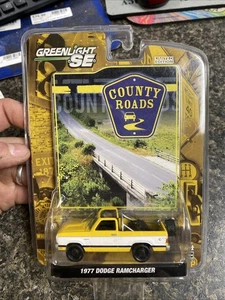 GREENLIGHT SE
COUNTY
ROADS
1977 DODGE RAMCHARGER